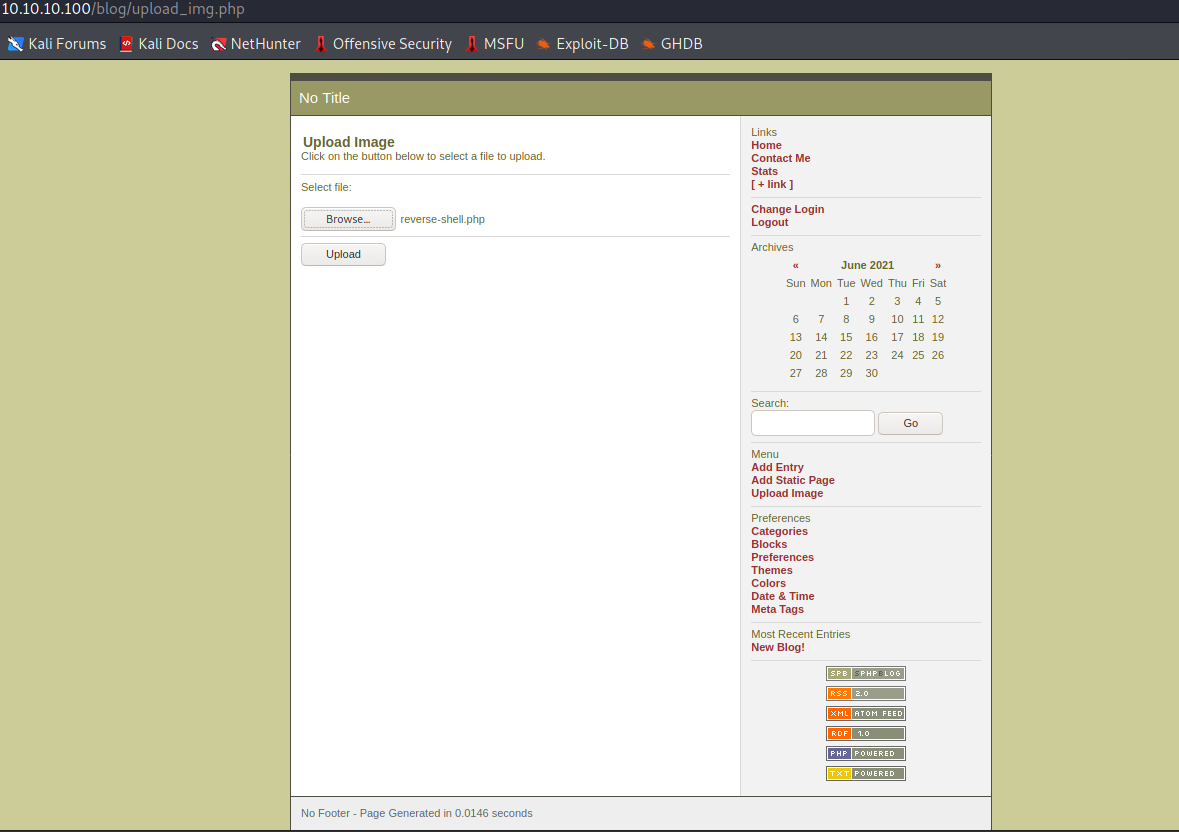 10.10.10.100/blog/upload_img.php
Kali Forums Kali Docs NetHunter Offensive Security MSFU Exploit-DB GHDB
No Title
Upload Image
Click on the button below to select a file to upload.
Select file:
Browse... reverse-shell.php
Upload
Links
Home
Contact Me
Stats
[ + link ]
Change Login
Logout
Archives
« June 2021 »
Sun Mon Tue Wed Thu Fri Sat
1 2 3 4 5
6 7 8 9 10 11 12
13 14 15 16 17 18 19
20 21 22 23 24 25 26
27 28 29 30
Search:
Go
Menu
Add Entry
Add Static Page
Upload Image
Preferences
Categories
Blocks
Preferences
Themes
Colors
Date & Time
Meta Tags
Most Recent Entries
New Blog!
SPB SPHPBLOG
RSS 2.0
XML ATOM FEED
RDF 1.0
PHP POWERED
TXT POWERED
No Footer - Page Generated in 0.0146 seconds